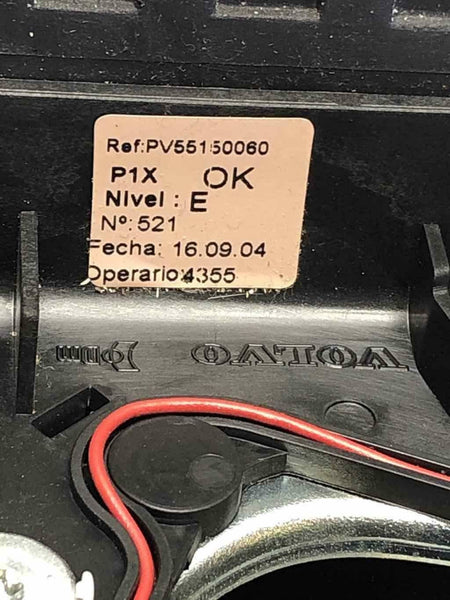 Ref:PV55150060
P1X OK
Nivel : E
Nº: 521
Fecha: 16.09.04
Operario:4355
VOLVO